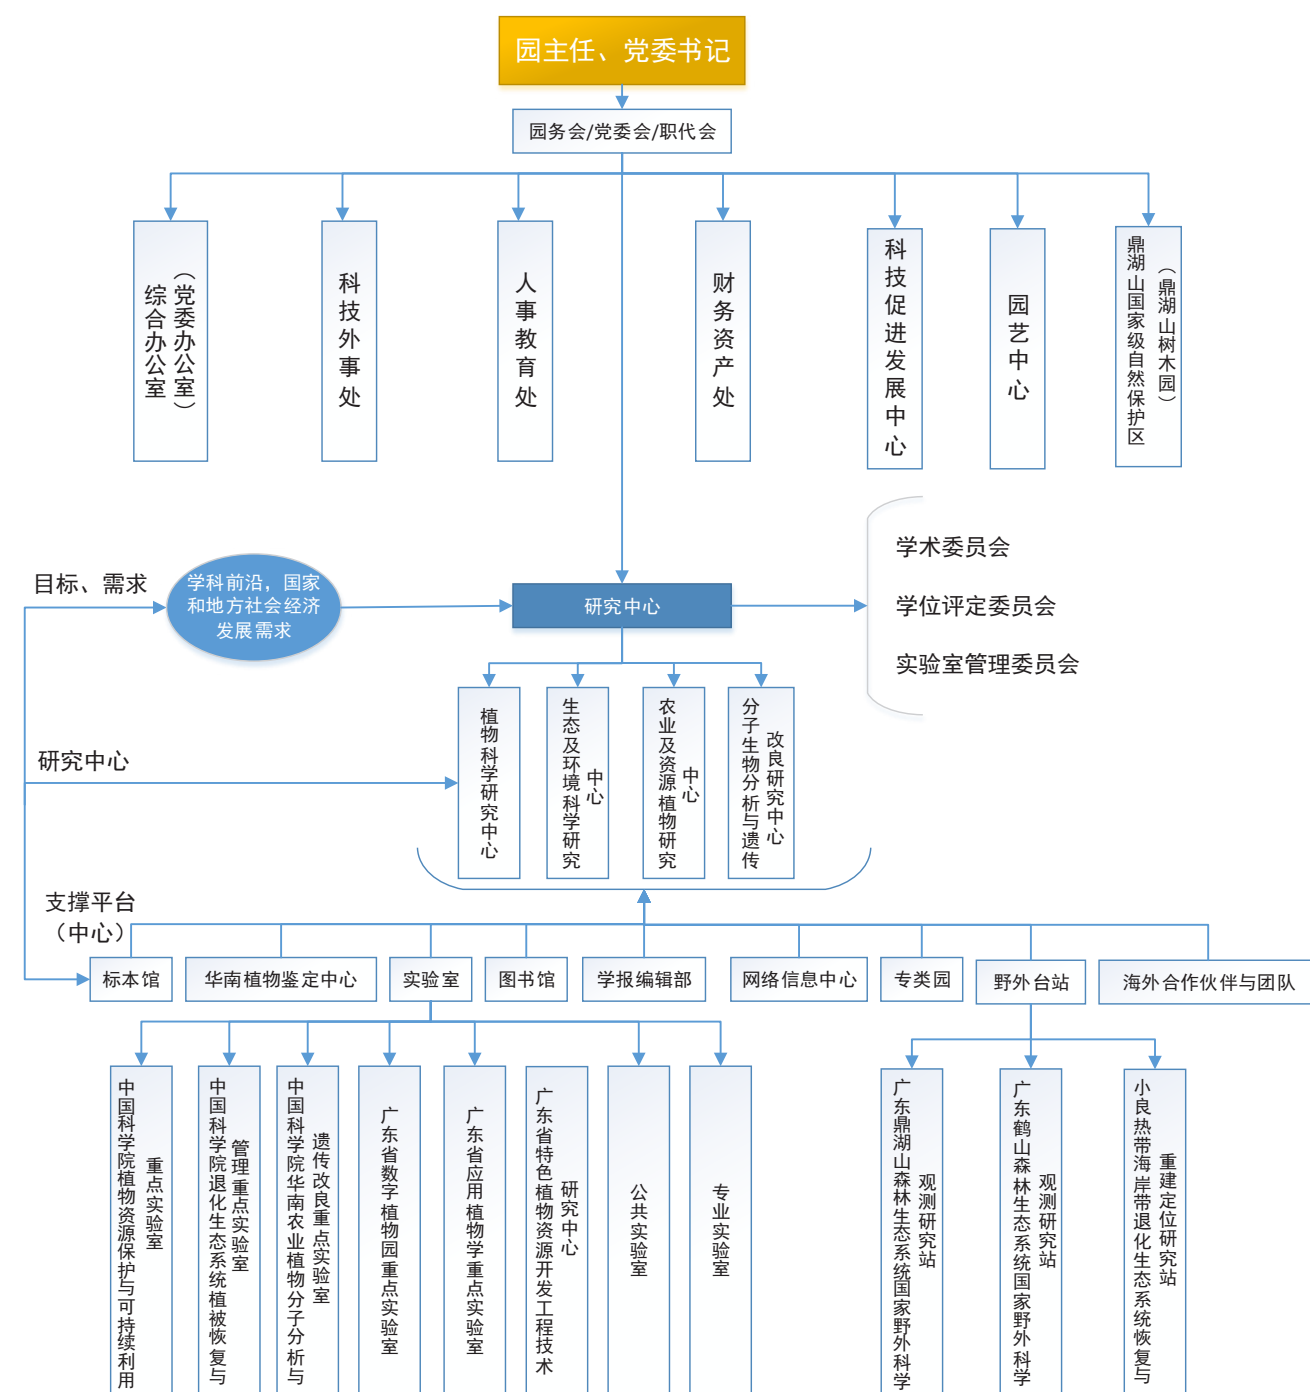 园主任、党委书记
园务会/党委会/职代会
综合办公室
（党委办公室）
科技外事处
人事教育处
财务资产处
科技促进发展中心
园艺中心
鼎湖山国家级自然保护区
（鼎湖山树木园）
目标、需求
学科前沿，国家
和地方社会经济
发展需求
研究中心
学术委员会
学位评定委员会
实验室管理委员会
研究中心
植物科学研究中心
生态及环境科学研究
中心
农业及资源植物研究
中心
分子生物分析与遗传
改良研究中心
支撑平台
（中心）
标本馆
华南植物鉴定中心
实验室
图书馆
学报编辑部
网络信息中心
专类园
野外台站
海外合作伙伴与团队
中国科学院植物资源保护与可持续利用
重点实验室
中国科学院退化生态系统植被恢复与
管理重点实验室
中国科学院华南农业植物分子分析与
遗传改良重点实验室
广东省数字植物园重点实验室
广东省应用植物学重点实验室
广东省特色植物资源开发工程技术
研究中心
公共实验室
专业实验室
广东鼎湖山森林生态系统国家野外科学
观测研究站
广东鹤山森林生态系统国家野外科学
观测研究站
小良热带海岸带退化生态系统恢复与
重建定位研究站